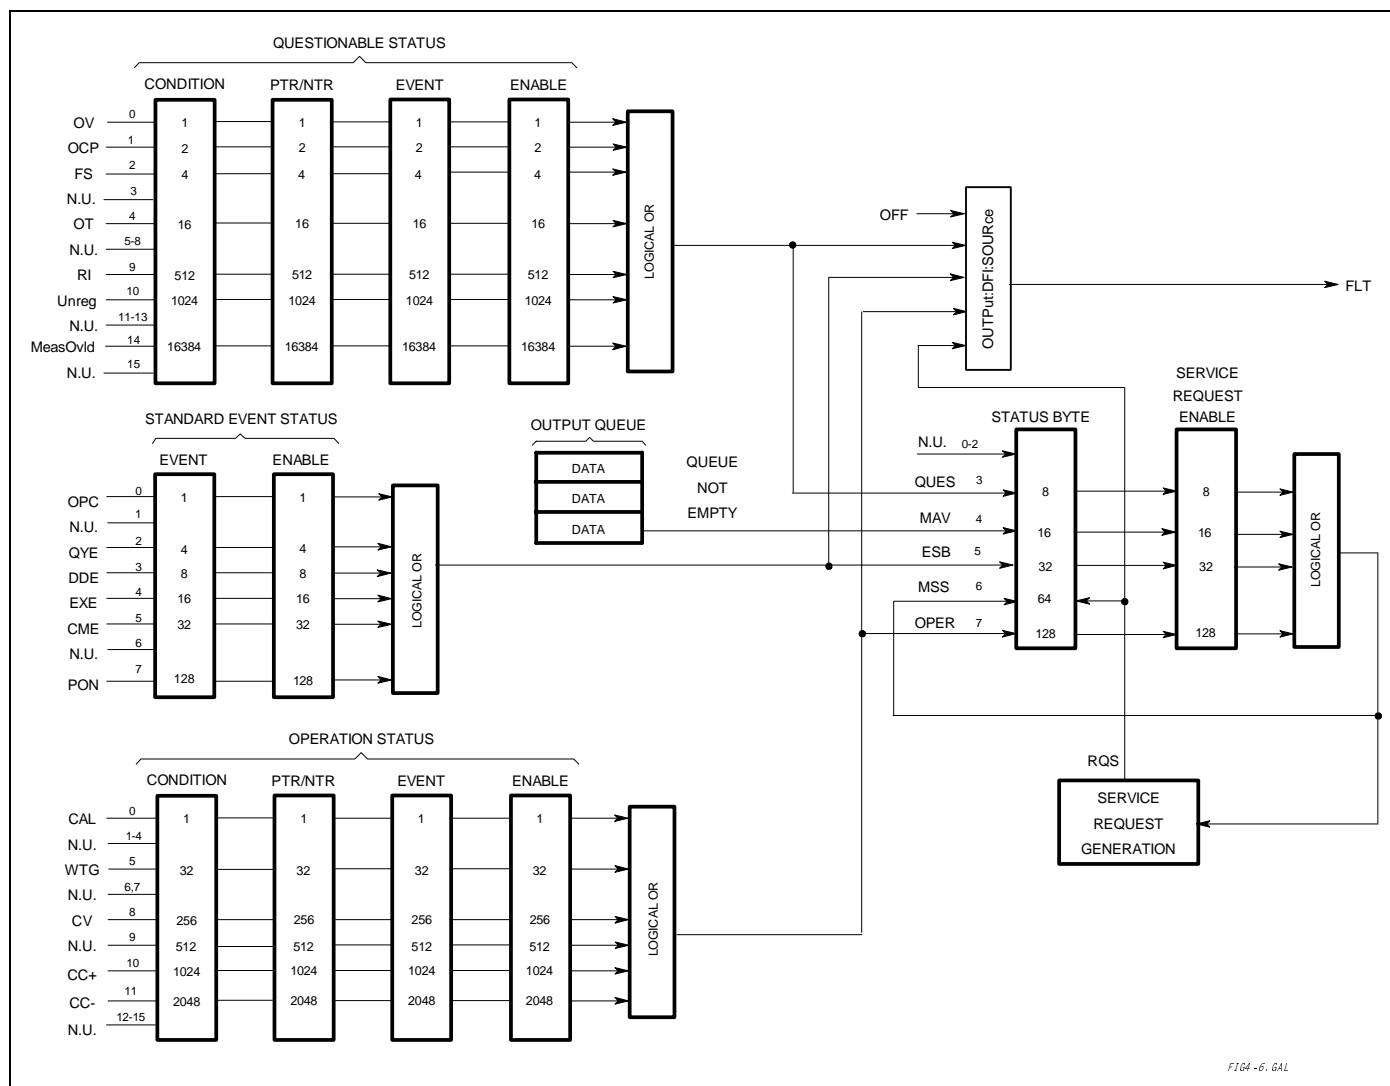 QUESTIONABLE STATUS
CONDITION PTR/NTR EVENT ENABLE
OV 0 1 1 1 1
OCP 1 2 2 2 2
FS 2 4 4 4 4
N.U. 3
OT 4 16 16 16 16
N.U. 5-8
RI 9 512 512 512 512
Unreg 10 1024 1024 1024 1024
N.U. 11-13
MeasOvld 14 16384 16384 16384 16384
N.U. 15
LOGICAL OR
OFF
OUTPut:DFI:SOURce
FLT
STANDARD EVENT STATUS
EVENT ENABLE
OPC 0 1 1
N.U. 1
QYE 2 4 4
DDE 3 8 8
EXE 4 16 16
CME 5 32 32
N.U. 6
PON 7 128 128
LOGICAL OR
OUTPUT QUEUE
DATA
DATA
DATA
QUEUE
NOT
EMPTY
STATUS BYTE
SERVICE
REQUEST
ENABLE
N.U. 0-2
QUES 3 8 8
MAV 4 16 16
ESB 5 32 32
MSS 6 64
OPER 7 128 128
LOGICAL OR
RQS
SERVICE
REQUEST
GENERATION
OPERATION STATUS
CONDITION PTR/NTR EVENT ENABLE
CAL 0 1 1 1 1
N.U. 1-4
WTG 5 32 32 32 32
N.U. 6,7
CV 8 256 256 256 256
N.U. 9 512 512 512 512
CC+ 10 1024 1024 1024 1024
CC- 11 2048 2048 2048 2048
N.U. 12-15
LOGICAL OR
FIG4-6.GAL